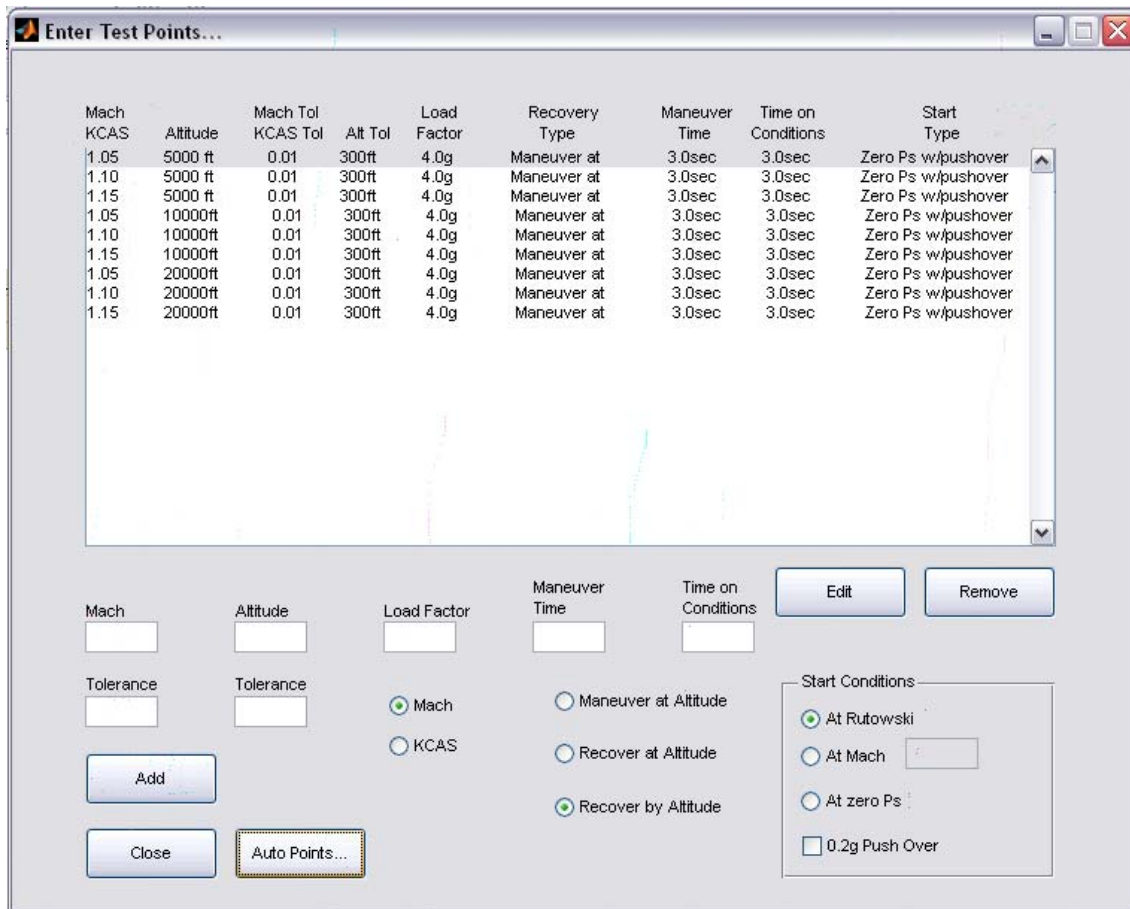 Enter Test Points...
Mach Mach Tol Load Recovery Maneuver Time on Start
KCAS Altitude KCAS Tol Alt Tol Factor Type Time Conditions Type
1.05 5000 ft 0.01 300ft 4.0g Maneuver at 3.0sec 3.0sec Zero Ps w/pushover
1.10 5000 ft 0.01 300ft 4.0g Maneuver at 3.0sec 3.0sec Zero Ps w/pushover
1.15 5000 ft 0.01 300ft 4.0g Maneuver at 3.0sec 3.0sec Zero Ps w/pushover
1.05 10000ft 0.01 300ft 4.0g Maneuver at 3.0sec 3.0sec Zero Ps w/pushover
1.10 10000ft 0.01 300ft 4.0g Maneuver at 3.0sec 3.0sec Zero Ps w/pushover
1.15 10000ft 0.01 300ft 4.0g Maneuver at 3.0sec 3.0sec Zero Ps w/pushover
1.05 20000ft 0.01 300ft 4.0g Maneuver at 3.0sec 3.0sec Zero Ps w/pushover
1.10 20000ft 0.01 300ft 4.0g Maneuver at 3.0sec 3.0sec Zero Ps w/pushover
1.15 20000ft 0.01 300ft 4.0g Maneuver at 3.0sec 3.0sec Zero Ps w/pushover
Maneuver Time on Edit Remove
Mach Altitude Load Factor Time Conditions
Tolerance Tolerance Start Conditions
Mach Maneuver at Altitude At Rutowski
KCAS Recover at Altitude At Mach
Add Recover by Altitude At zero Ps
Close Auto Points... 0.2g Push Over